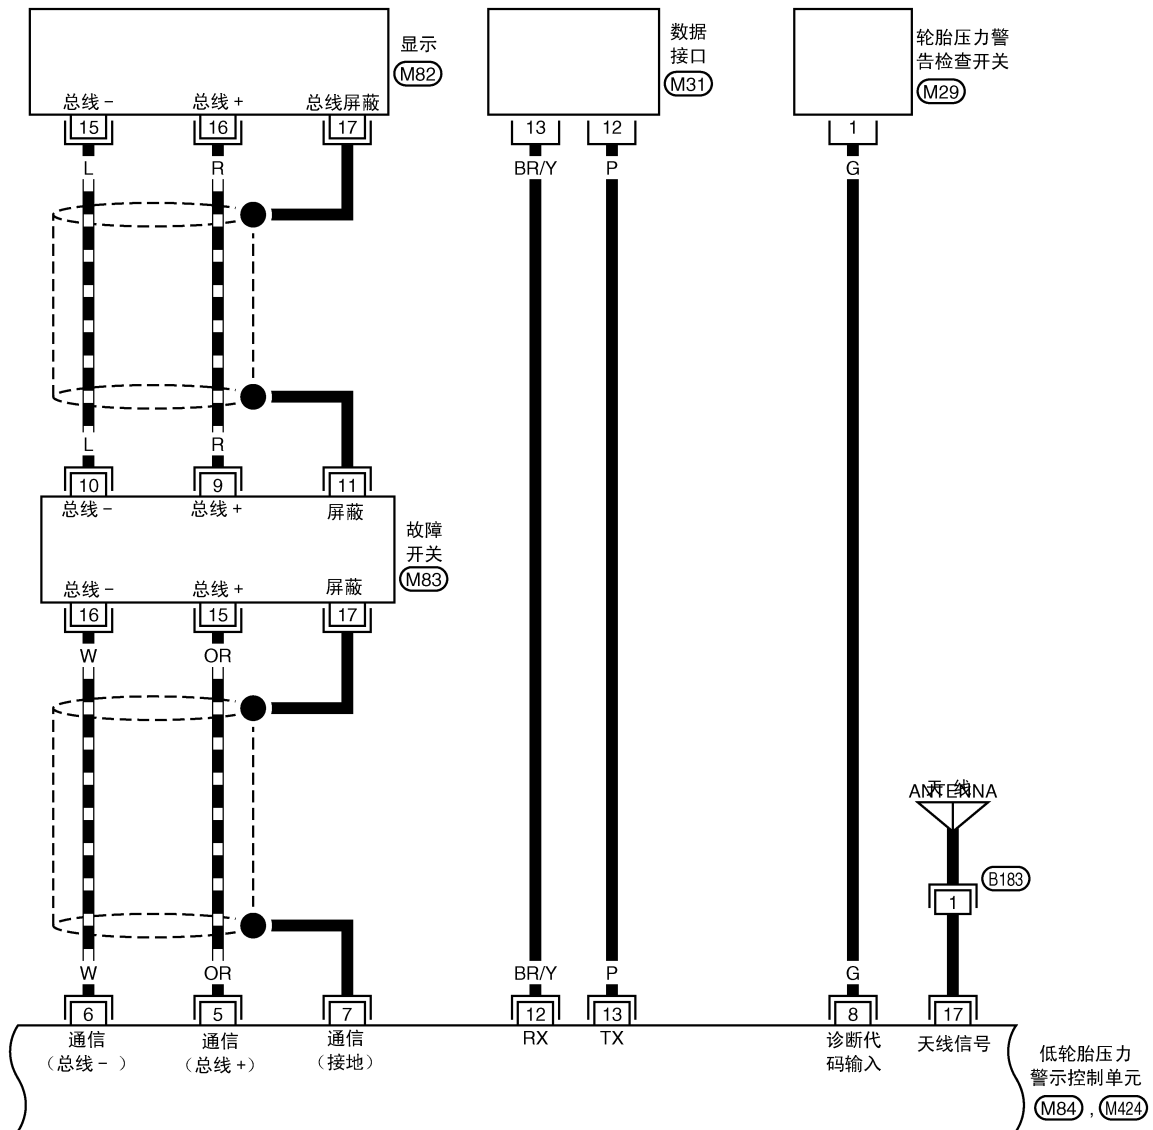 显示
M82
总线－ 总线＋ 总线屏蔽
15 16 17
L R
数据
接口
M31
13 12
BR/Y P
轮胎压力警
告检查开关
M29
1
G
L R
10 9 11
总线－ 总线＋ 屏蔽
故障
开关
M83
总线－ 总线＋ 屏蔽
16 15 17
W OR
天 线
ANTENNA
B183
1
W OR BR/Y P G
6 5 7 12 13 8 17
通信
（总线－ ）
通信
（总线＋）
通信
（接地）
RX TX
诊断代
码输入
天线信号
低轮胎压力
警示控制单元
M84 , M424